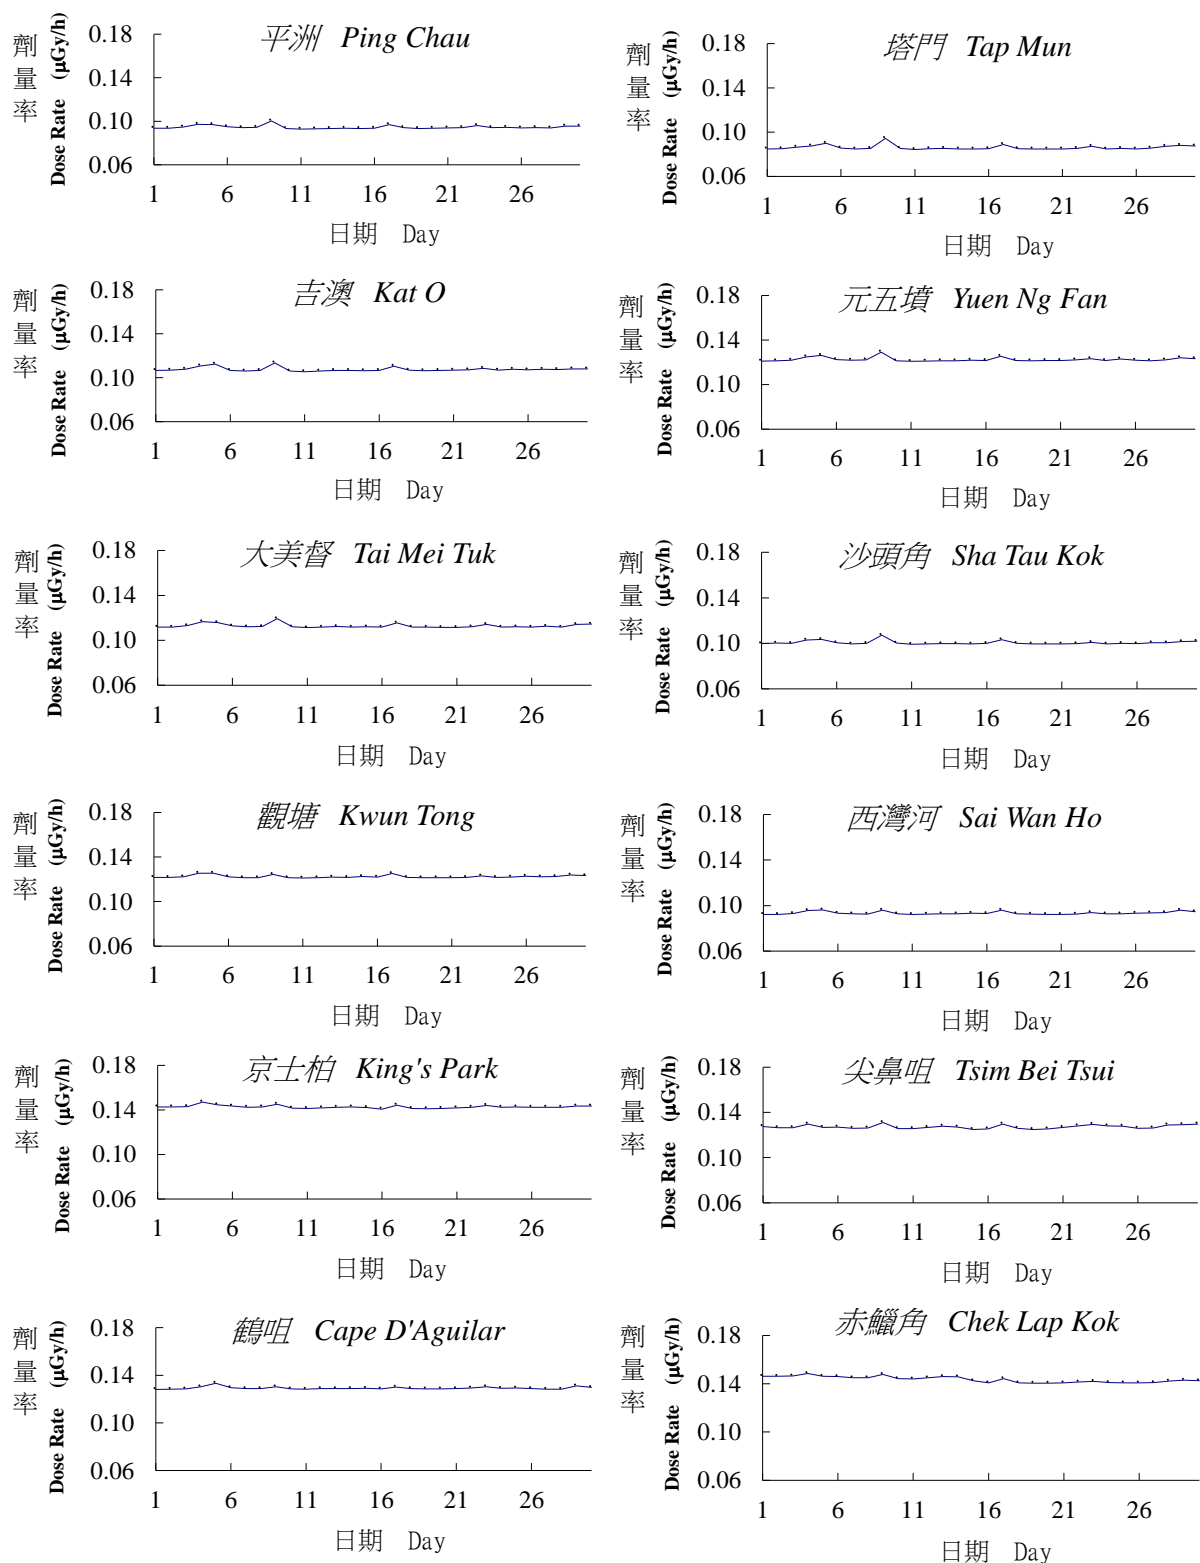 平洲 Ping Chau
劑量率
Dose Rate (μGy/h)
0.18
0.14
0.10
0.06
1 6 11 16 21 26
日期 Day
塔門 Tap Mun
劑量率
Dose Rate (μGy/h)
0.18
0.14
0.10
0.06
1 6 11 16 21 26
日期 Day
吉澳 Kat O
劑量率
Dose Rate (μGy/h)
0.18
0.14
0.10
0.06
1 6 11 16 21 26
日期 Day
元五墳 Yuen Ng Fan
劑量率
Dose Rate (μGy/h)
0.18
0.14
0.10
0.06
1 6 11 16 21 26
日期 Day
大美督 Tai Mei Tuk
劑量率
Dose Rate (μGy/h)
0.18
0.14
0.10
0.06
1 6 11 16 21 26
日期 Day
沙頭角 Sha Tau Kok
劑量率
Dose Rate (μGy/h)
0.18
0.14
0.10
0.06
1 6 11 16 21 26
日期 Day
觀塘 Kwun Tong
劑量率
Dose Rate (μGy/h)
0.18
0.14
0.10
0.06
1 6 11 16 21 26
日期 Day
西灣河 Sai Wan Ho
劑量率
Dose Rate (μGy/h)
0.18
0.14
0.10
0.06
1 6 11 16 21 26
日期 Day
京士柏 King's Park
劑量率
Dose Rate (μGy/h)
0.18
0.14
0.10
0.06
1 6 11 16 21 26
日期 Day
尖鼻咀 Tsim Bei Tsui
劑量率
Dose Rate (μGy/h)
0.18
0.14
0.10
0.06
1 6 11 16 21 26
日期 Day
鶴咀 Cape D'Aguilar
劑量率
Dose Rate (μGy/h)
0.18
0.14
0.10
0.06
1 6 11 16 21 26
日期 Day
赤鱲角 Chek Lap Kok
劑量率
Dose Rate (μGy/h)
0.18
0.14
0.10
0.06
1 6 11 16 21 26
日期 Day